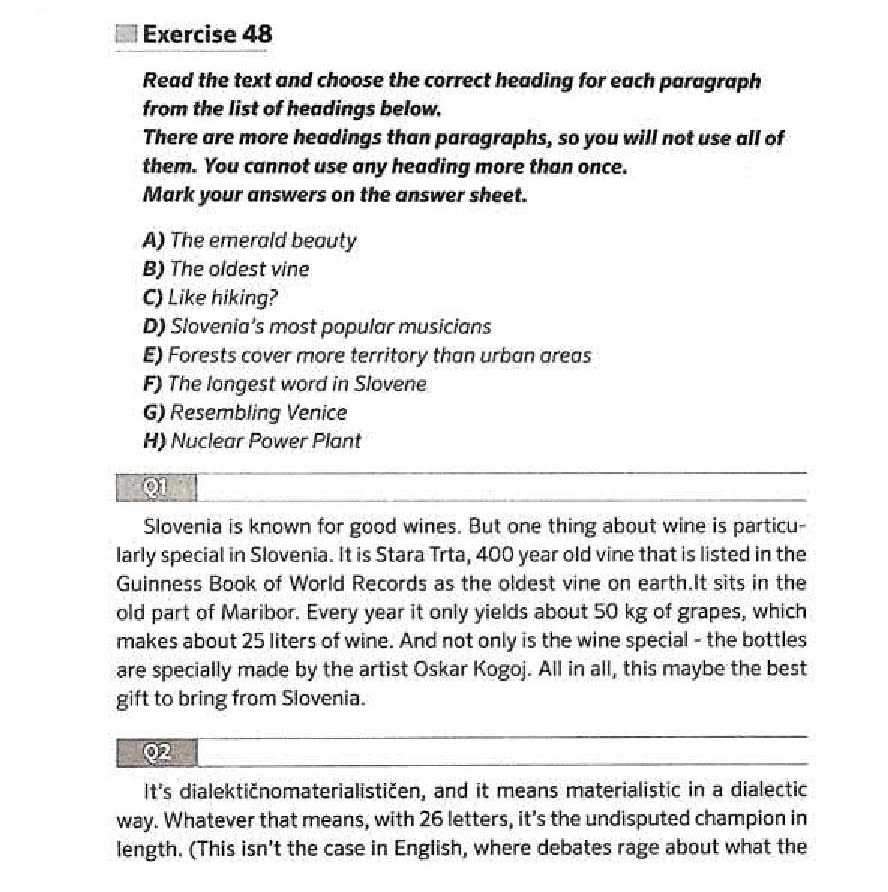 Exercise 48
Read the text and choose the correct heading for each paragraph
from the list of headings below.
There are more headings than paragraphs, so you will not use all of
them. You cannot use any heading more than once.
Mark your answers on the answer sheet.
A) The emerald beauty
B) The oldest vine
C) Like hiking?
D) Slovenia's most popular musicians
E) Forests cover more territory than urban areas
F) The longest word in Slovene
G) Resembling Venice
H) Nuclear Power Plant
Q1
Slovenia is known for good wines. But one thing about wine is particu-
larly special in Slovenia. It is Stara Trta, 400 year old vine that is listed in the
Guinness Book of World Records as the oldest vine on earth.It sits in the
old part of Maribor. Every year it only yields about 50 kg of grapes, which
makes about 25 liters of wine. And not only is the wine special - the bottles
are specially made by the artist Oskar Kogoj. All in all, this maybe the best
gift to bring from Slovenia.
Q2
It's dialektičnomaterialističen, and it means materialistic in a dialectic
way. Whatever that means, with 26 letters, it's the undisputed champion in
length. (This isn't the case in English, where debates rage about what the